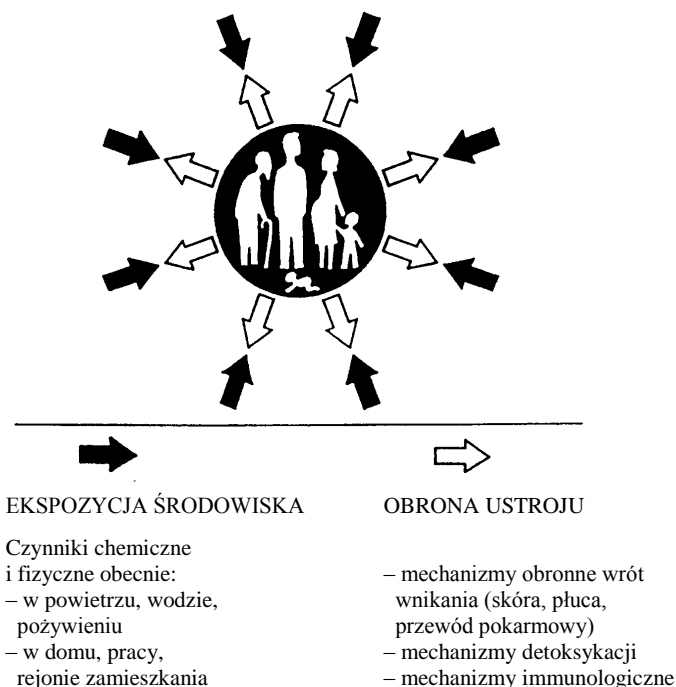 EKSPOZYCJA ŚRODOWISKA
Czynniki chemiczne
i fizyczne obecnie:
– w powietrzu, wodzie,
pożywieniu
– w domu, pracy,
rejonie zamieszkania
OBRONA USTROJU
– mechanizmy obronne wrót
wnikania (skóra, płuca,
przewód pokarmowy)
– mechanizmy detoksykacji
– mechanizmy immunologiczne